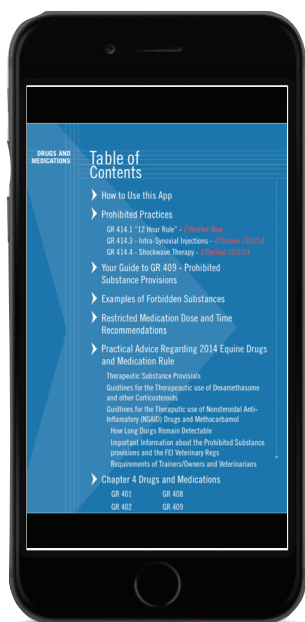 DRUGS AND
MEDICATIONS
Table of
Contents
How to Use this App
Prohibited Practices
GR 414.1 "12 Hour Rule" - Effective Now
GR 414.3 - Intra-Synovial Injections - Effective 12/1/14
GR 414.4 - Shockwave Therapy - Effective 12/1/14
Your Guide to GR 409 - Prohibited
Substance Provisions
Examples of Forbidden Substances
Restricted Medication Dose and Time
Recommendations
Practical Advice Regarding 2014 Equine Drugs
and Medication Rule
Therapeutic Substance Provisials
Guidlines for the Therapeautic use of Dexamethasome
and other Corticosteroids
Guidlines for the Theraputic use of Nonsteroidal Anti-
Inflamatory (NSAID) Drugs and Methocarbamol
How Long Durgs Remain Detectable
Important Information about the Prohibited Substance
provisions and the FEI Veterinary Regs
Requirements of Trainers/Owners and Veterinarians
Chapter 4 Drugs and Medications
GR 401 GR 408
GR 402 GR 409